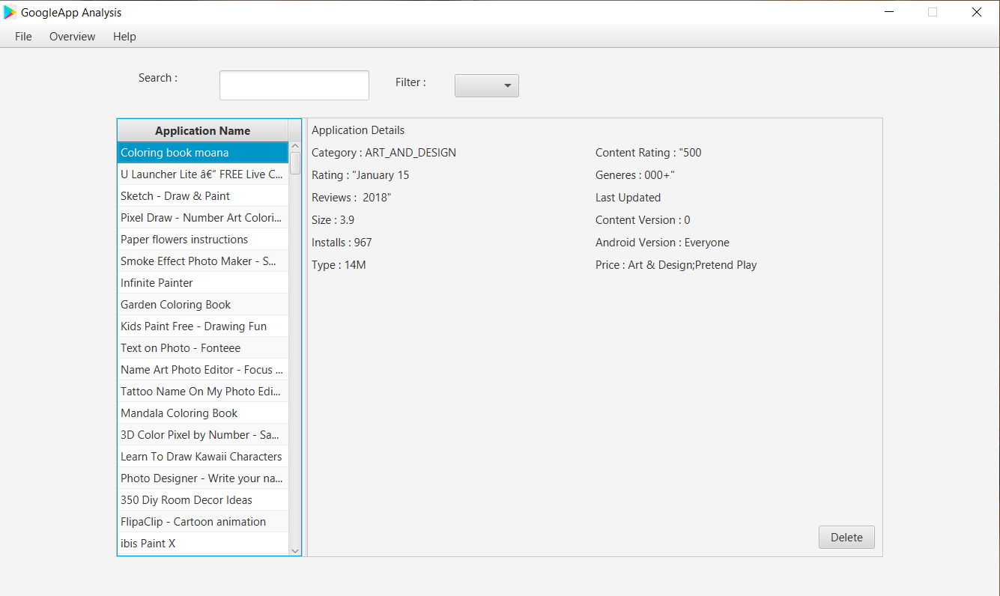 GoogleApp Analysis
File Overview Help
Search :
Filter :
Application Name
Coloring book moana
U Launcher Lite â€“ FREE Live C...
Sketch - Draw & Paint
Pixel Draw - Number Art Colori...
Paper flowers instructions
Smoke Effect Photo Maker - S...
Infinite Painter
Garden Coloring Book
Kids Paint Free - Drawing Fun
Text on Photo - Fonteee
Name Art Photo Editor - Focus ...
Tattoo Name On My Photo Edi...
Mandala Coloring Book
3D Color Pixel by Number - Sa...
Learn To Draw Kawaii Characters
Photo Designer - Write your na...
350 Diy Room Decor Ideas
FlipaClip - Cartoon animation
ibis Paint X
Application Details
Category : ART_AND_DESIGN
Rating : "January 15
Reviews :  2018"
Size : 3.9
Installs : 967
Type : 14M
Content Rating : "500
Generes : 000+"
Last Updated
Content Version : 0
Android Version : Everyone
Price : Art & Design;Pretend Play
Delete